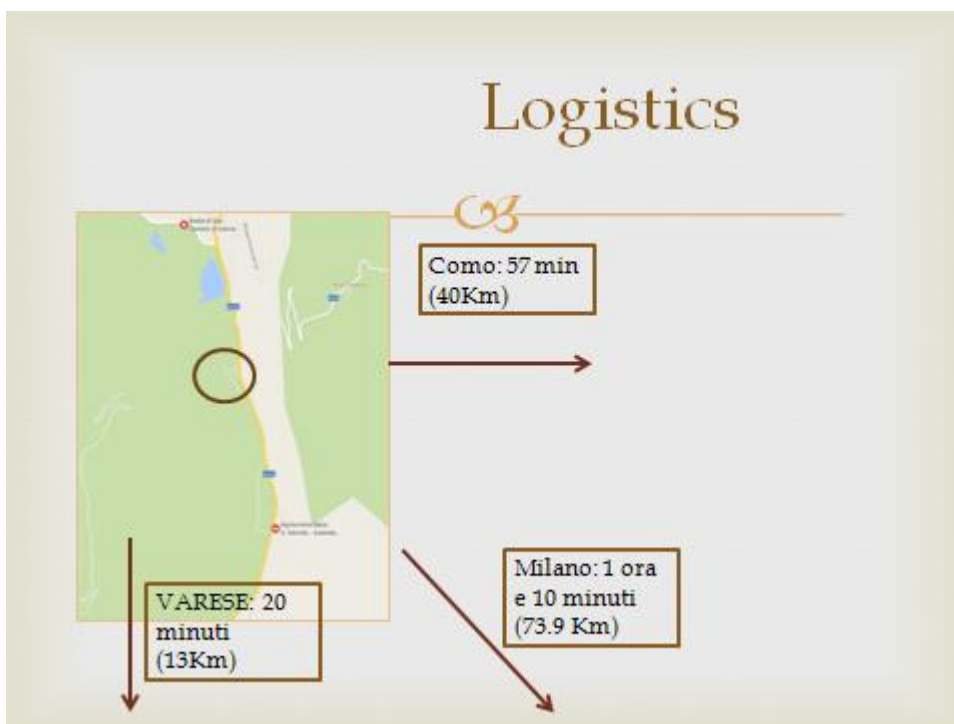 Logistics
Como: 57 min
(40Km)
Milano: 1 ora
e 10 minuti
(73.9 Km)
VARESE: 20
minuti
(13Km)